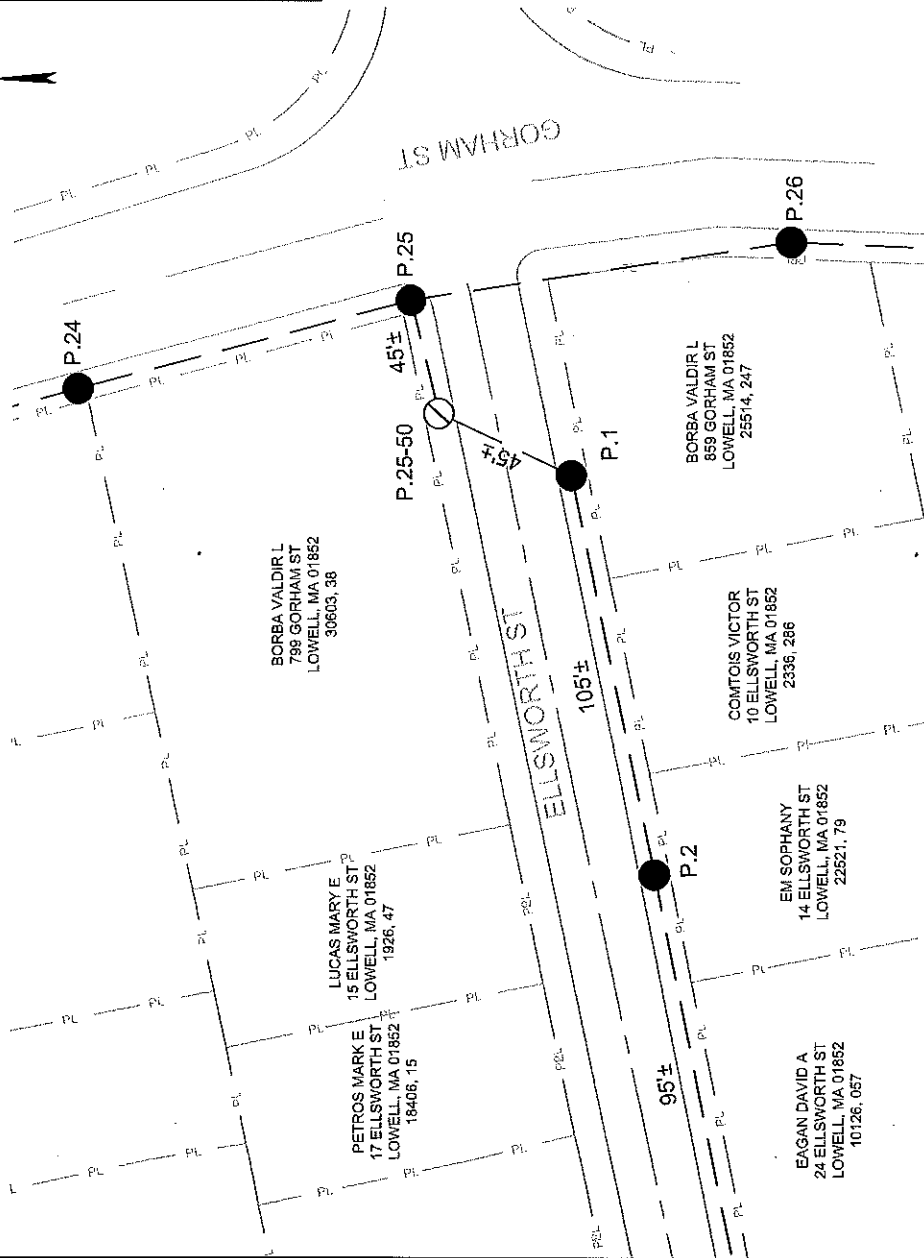 GORHAM ST
P.24
P.25
P.26
45'±
P.25-50
45'±
P.1
BORBA VALDIR L
799 GORHAM ST
LOWELL, MA 01852
30603, 38
BORBA VALDIR L
859 GORHAM ST
LOWELL, MA 01852
25514, 247
ELLSWORTH ST
105'±
COMTOIS VICTOR
10 ELLSWORTH ST
LOWELL, MA 01852
2336, 286
LUCAS MARY E
15 ELLSWORTH ST
LOWELL, MA 01852
1926, 47
P.2
EM SOPHANY
14 ELLSWORTH ST
LOWELL, MA 01852
22521, 79
PETROS MARK E
17 ELLSWORTH ST
LOWELL, MA 01852
18406, 15
95'±
EAGAN DAVID A
24 ELLSWORTH ST
LOWELL, MA 01852
10126, 057
PL